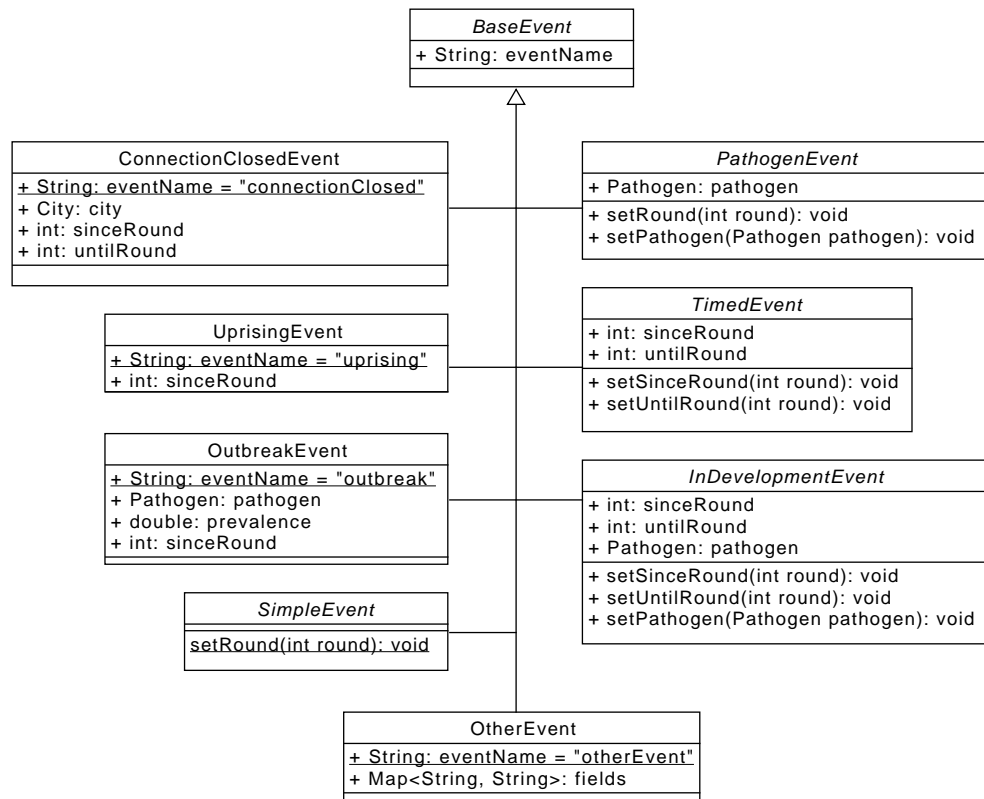 BaseEvent
+ String: eventName
ConnectionClosedEvent
+ String: eventName = "connectionClosed"
+ City: city
+ int: sinceRound
+ int: untilRound
PathogenEvent
+ Pathogen: pathogen
+ setRound(int round): void
+ setPathogen(Pathogen pathogen): void
UprisingEvent
+ String: eventName = "uprising"
+ int: sinceRound
TimedEvent
+ int: sinceRound
+ int: untilRound
+ setSinceRound(int round): void
+ setUntilRound(int round): void
OutbreakEvent
+ String: eventName = "outbreak"
+ Pathogen: pathogen
+ double: prevalence
+ int: sinceRound
InDevelopmentEvent
+ int: sinceRound
+ int: untilRound
+ Pathogen: pathogen
+ setSinceRound(int round): void
+ setUntilRound(int round): void
+ setPathogen(Pathogen pathogen): void
SimpleEvent
setRound(int round): void
OtherEvent
+ String: eventName = "otherEvent"
+ Map<String, String>: fields